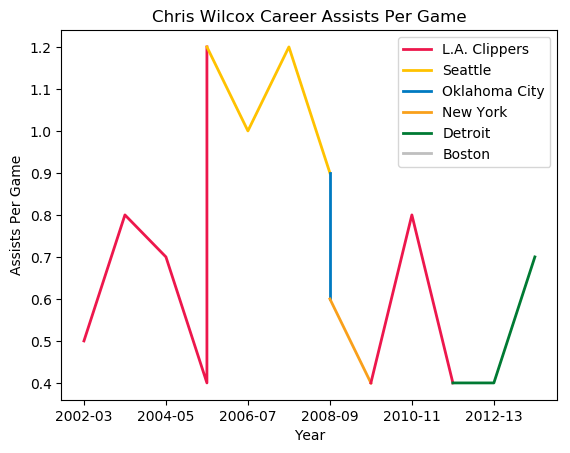 Chris Wilcox Career Assists Per Game
1.2
1.1
1.0
0.9
0.8
0.7
0.6
0.5
0.4
Assists Per Game
L.A. Clippers
Seattle
Oklahoma City
New York
Detroit
Boston
2002-03 2004-05 2006-07 2008-09 2010-11 2012-13
Year